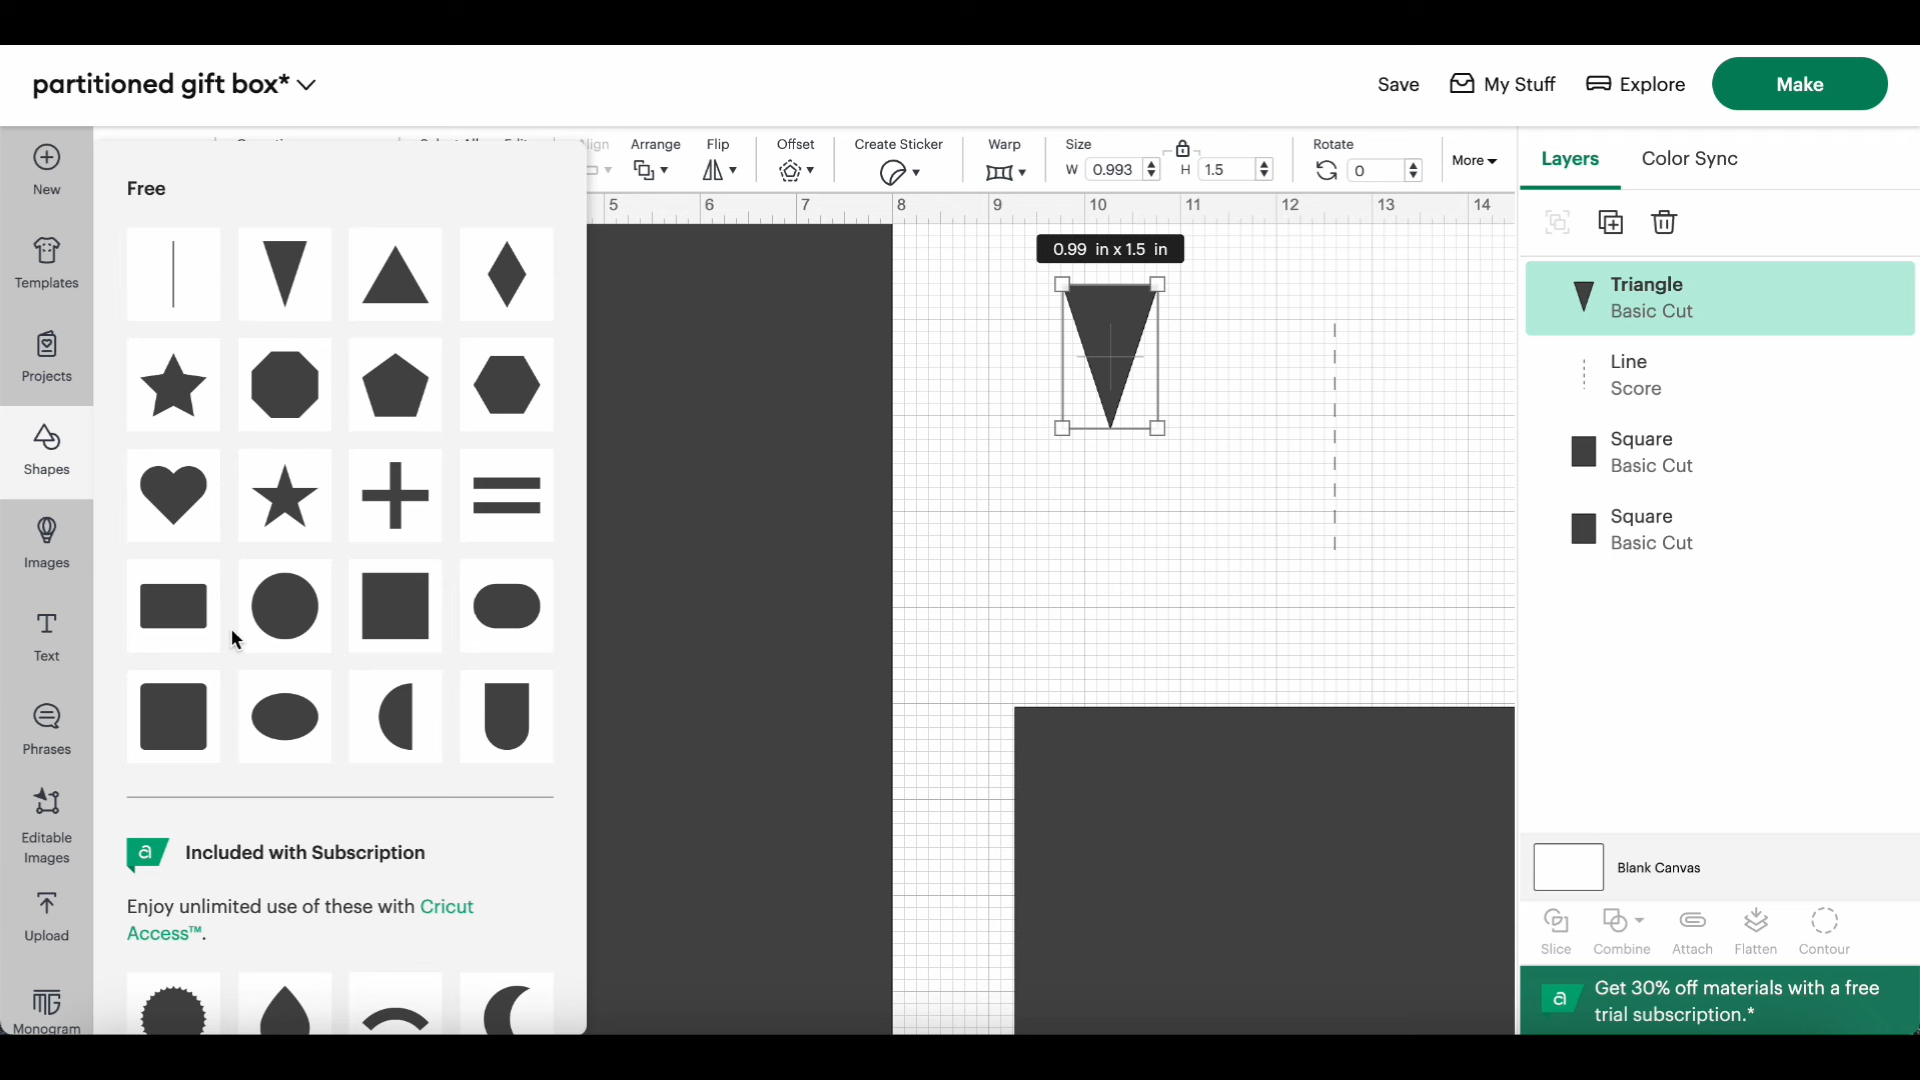 partitioned gift box*
Save
My Stuff
Explore
Make
New
Templates
Projects
Shapes
Images
Text
Phrases
Editable
Images
Upload
Monogram
Free
a
Included with Subscription
Enjoy unlimited use of these with Cricut
Access™.
Arrange
Flip
Offset
Create Sticker
Warp
Size
W 0.993
H 1.5
Rotate
0
More
5 6 7 8 9 10 11 12 13 14
0.99 in x 1.5 in
Layers
Color Sync
Triangle
Basic Cut
Line
Score
Square
Basic Cut
Square
Basic Cut
Blank Canvas
Slice
Combine
Attach
Flatten
Contour
a
Get 30% off materials with a free
trial subscription.*